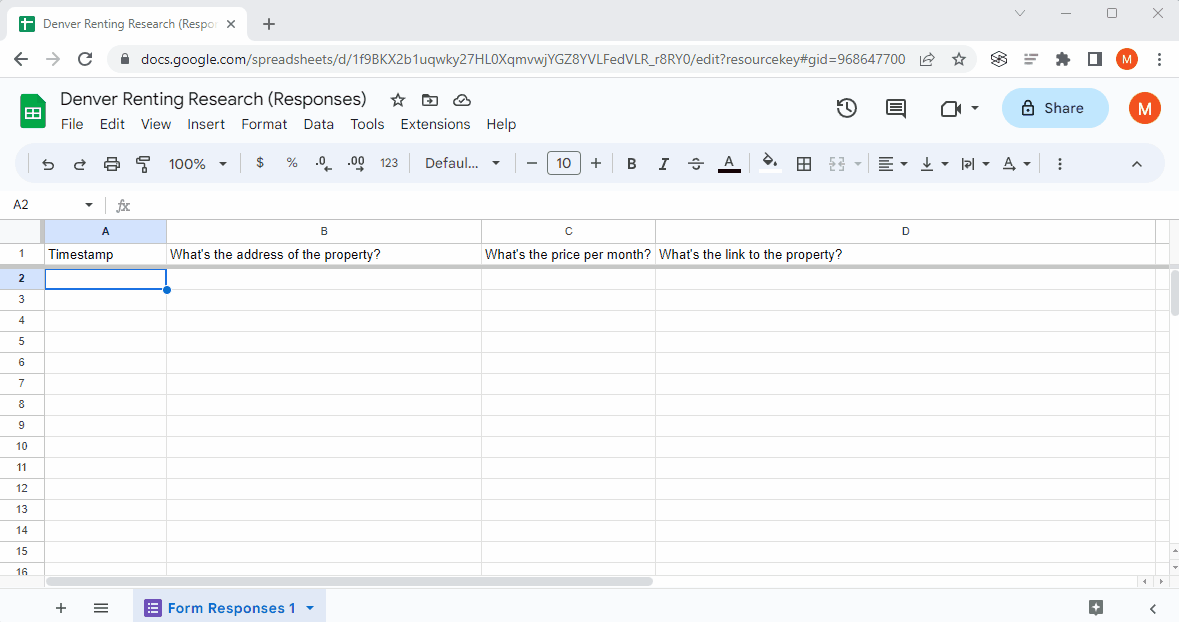 Denver Renting Research (Respon
docs.google.com/spreadsheets/d/1f9BKX2b1uqwky27HL0XqmvwjYGZ8YVLFedVLR_r8RY0/edit?resourcekey#gid=968647700
M
Denver Renting Research (Responses)
File Edit View Insert Format Data Tools Extensions Help
Share
M
100% $ % .0 .00 123 Defaul... 10 B I A A
A2 fx
A B C D
1 Timestamp What's the address of the property? What's the price per month? What's the link to the property?
2
3
4
5
6
7
8
9
10
11
12
13
14
15
16
Form Responses 1